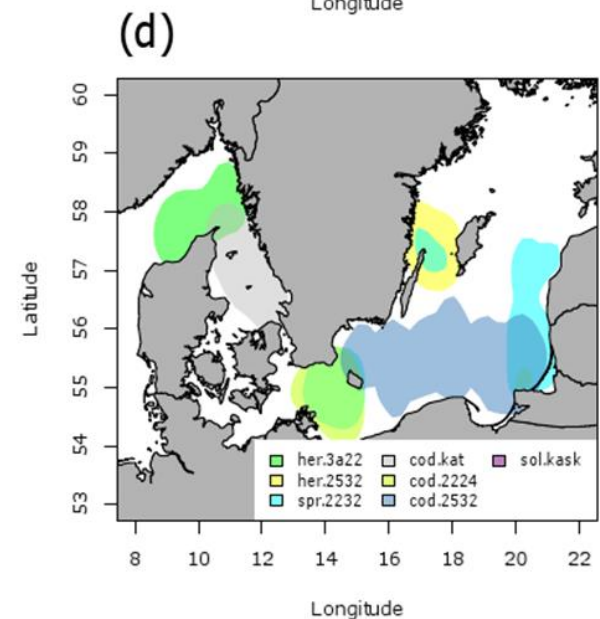 Longitude
(d)
60
59
58
57
56
55
54
53
Latitude
her.3a22 cod.kat sol.kask
her.2532 cod.2224
spr.2232 cod.2532
8 10 12 14 16 18 20 22
Longitude